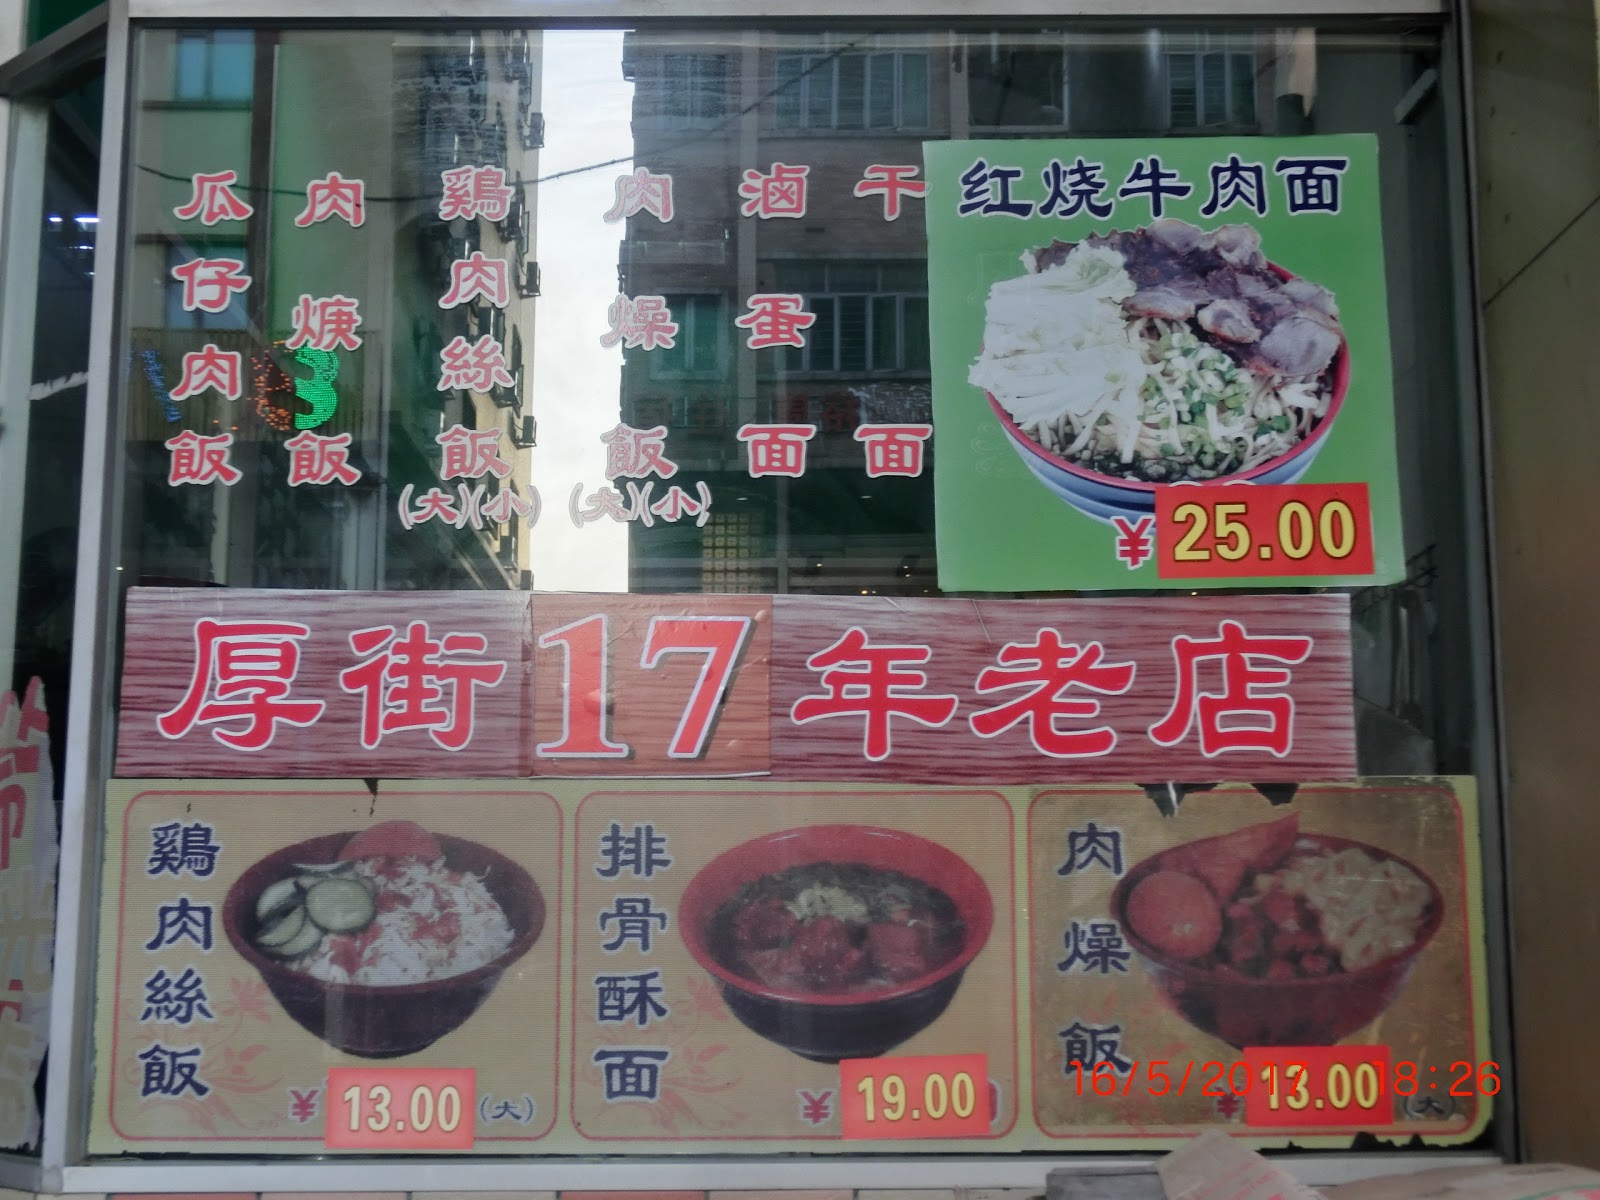 瓜仔肉飯
肉焿飯
鷄肉絲飯
(大)(小)
肉燥飯
(大)(小)
滷蛋面
干面
红烧牛肉面
¥25.00
厚街17年老店
鷄肉絲飯
¥13.00(大)
排骨酥面
¥19.00
肉燥飯
¥13.00(大)
16/5/2017 18:26